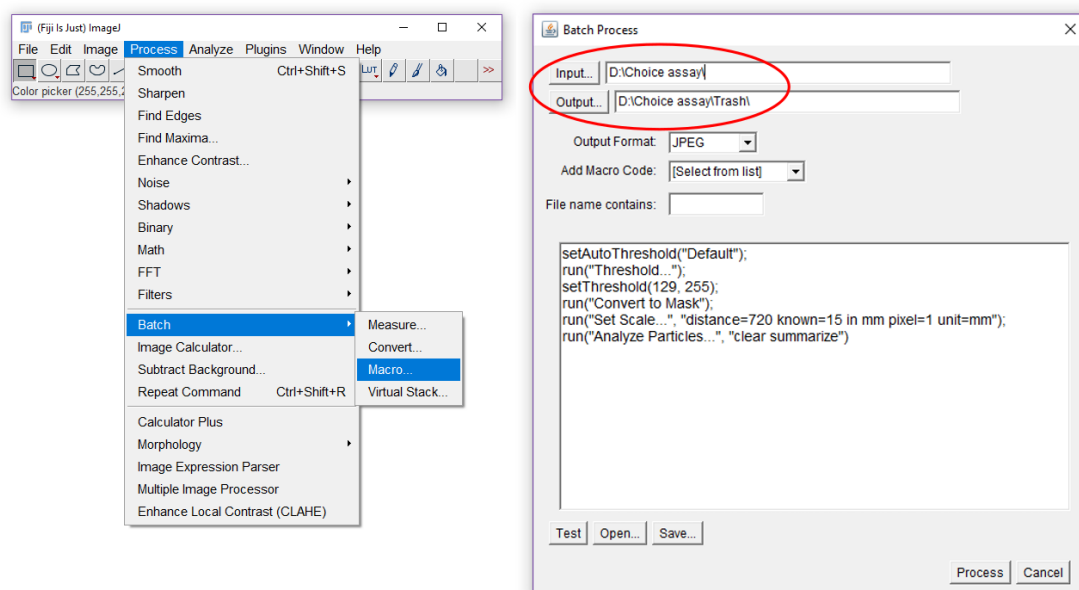 (Fiji Is Just) ImageJ
File Edit Image Process Analyze Plugins Window Help
LUT >>
Color picker (255,255,2
Smooth Ctrl+Shift+S
Sharpen
Find Edges
Find Maxima...
Enhance Contrast...
Noise
Shadows
Binary
Math
FFT
Filters
Batch
Image Calculator...
Subtract Background...
Repeat Command Ctrl+Shift+R
Calculator Plus
Morphology
Image Expression Parser
Multiple Image Processor
Enhance Local Contrast (CLAHE)
Measure...
Convert...
Macro...
Virtual Stack...
Batch Process
Input... D:\Choice assay\
Output... D:\Choice assay\Trash\
Output Format: JPEG
Add Macro Code: [Select from list]
File name contains:
setAutoThreshold("Default");
run("Threshold...");
setThreshold(129, 255);
run("Convert to Mask");
run("Set Scale...", "distance=720 known=15 in mm pixel=1 unit=mm");
run("Analyze Particles...", "clear summarize")
Test Open... Save...
Process Cancel